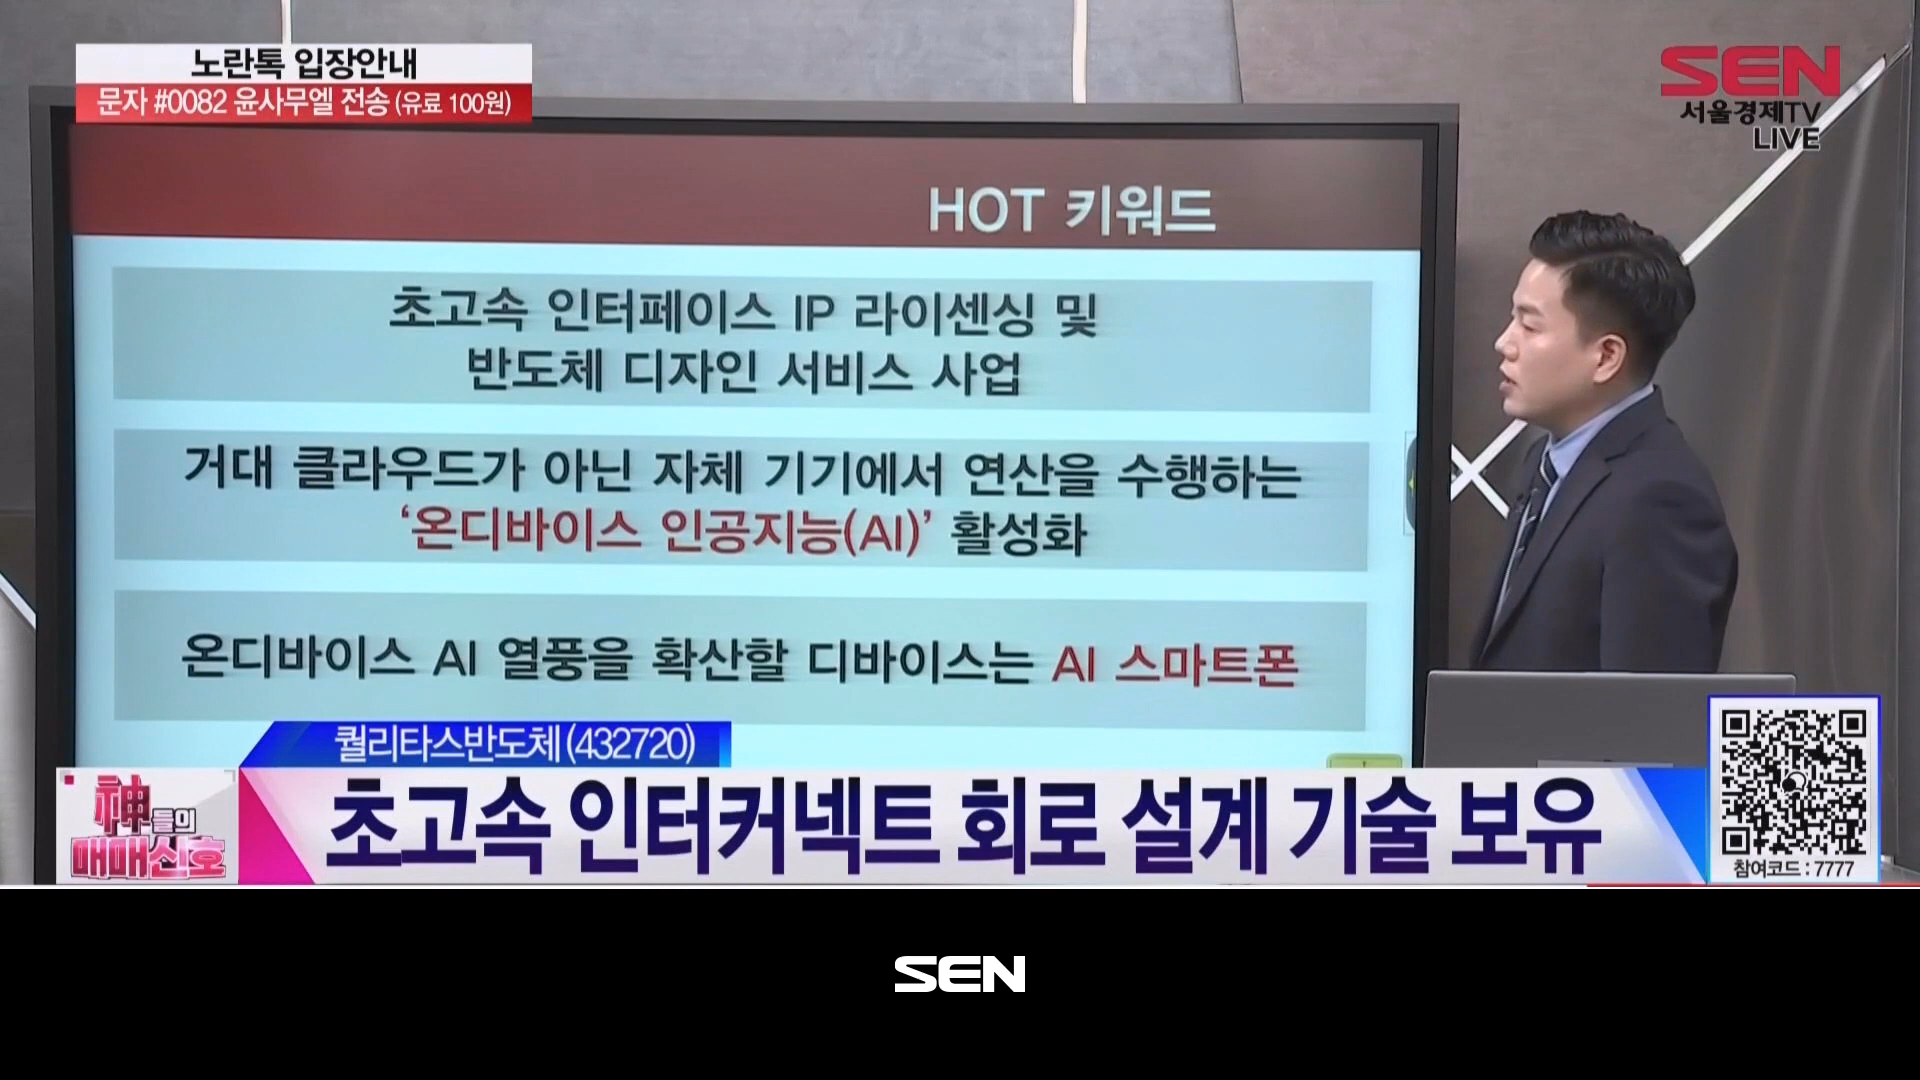 노란톡 입장안내
문자 #0082 윤사무엘 전송 (유료 100원)
SEN
서울경제TV
LIVE
HOT 키워드
초고속 인터페이스 IP 라이센싱 및
반도체 디자인 서비스 사업
거대 클라우드가 아닌 자체 기기에서 연산을 수행하는
‘온디바이스 인공지능(AI)’ 활성화
온디바이스 AI 열풍을 확산할 디바이스는 AI 스마트폰
퀄리타스반도체(432720)
神들의
매매신호
초고속 인터커넥트 회로 설계 기술 보유
참여코드 : 7777
SEN